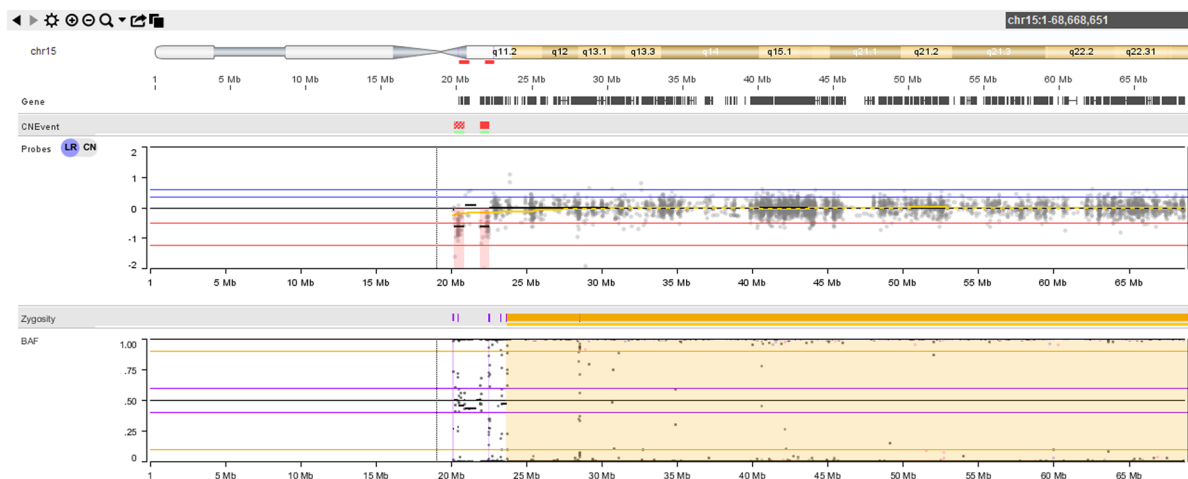 chr15:1-68,668,651
chr15
q11.2 q12 q13.1 q13.3 q14 q15.1 q21.1 q21.2 q21.3 q22.2 q22.31
1 5 Mb 10 Mb 15 Mb 20 Mb 25 Mb 30 Mb 35 Mb 40 Mb 45 Mb 50 Mb 55 Mb 60 Mb 65 Mb
Gene
CNEvent
Probes LR CN
2
1
0
-1
-2
1 5 Mb 10 Mb 15 Mb 20 Mb 25 Mb 30 Mb 35 Mb 40 Mb 45 Mb 50 Mb 55 Mb 60 Mb 65 Mb
Zygosity
BAF
1.00
.75
.50
.25
0
1 5 Mb 10 Mb 15 Mb 20 Mb 25 Mb 30 Mb 35 Mb 40 Mb 45 Mb 50 Mb 55 Mb 60 Mb 65 Mb